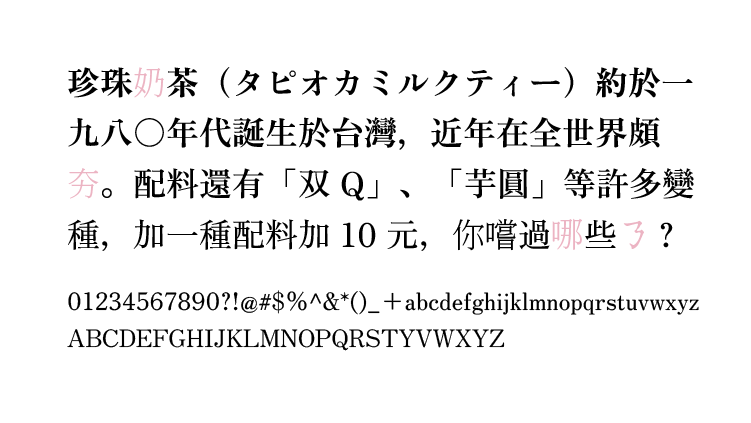 珍珠奶茶（タピオカミルクティー）約於一
九八〇年代誕生於台灣，近年在全世界頗
夯。配料還有「双 Q」、「芋圓」等許多變
種，加一種配料加 10 元，你嚐過哪些ㄋ？
01234567890?!@#$%^&*()_＋abcdefghijklmnopqrstuvwxyz
ABCDEFGHIJKLMNOPQRSTYVWXYZ